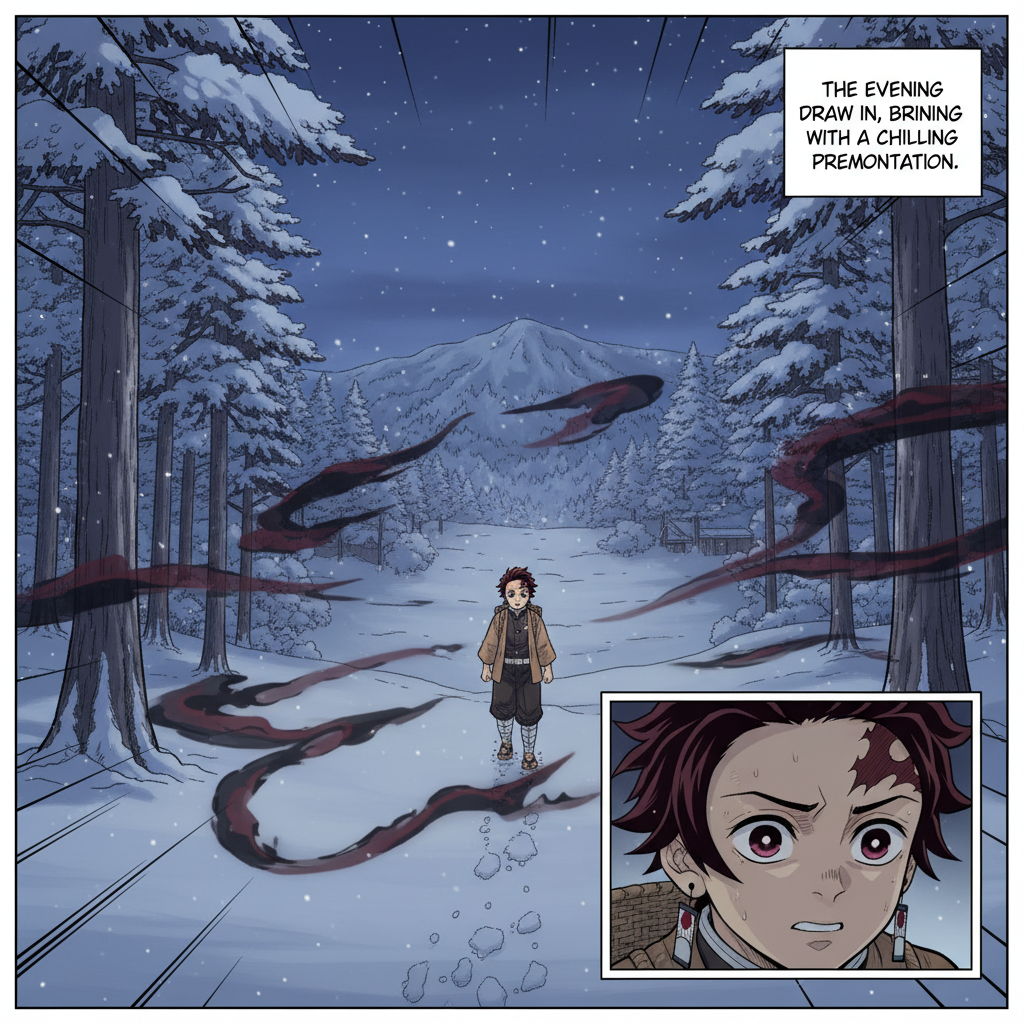 THE EVENING
DRAW IN, BRINING
WITH A CHILLING
PREMONTATION.